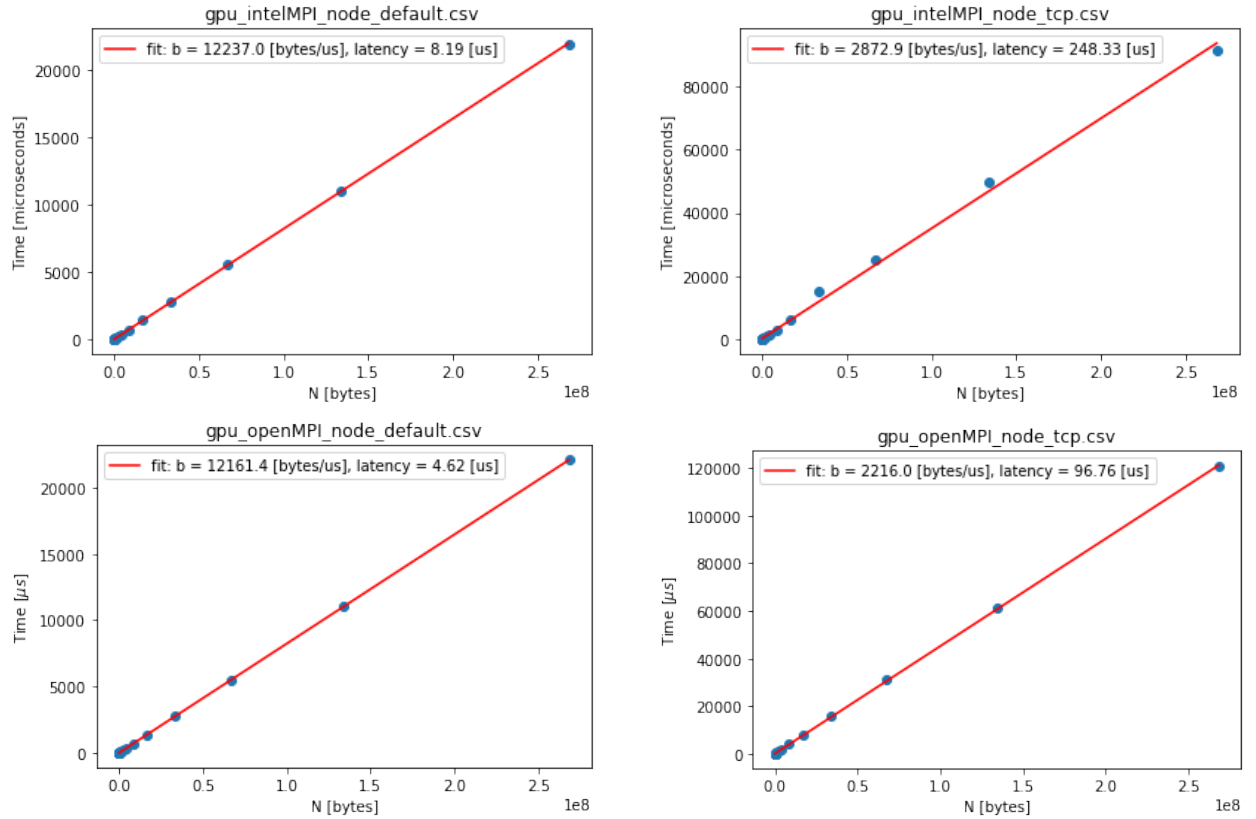 gpu_intelMPI_node_default.csv
fit: b = 12237.0 [bytes/us], latency = 8.19 [us]
Time [microseconds]
20000
15000
10000
5000
0
0.0 0.5 1.0 1.5 2.0 2.5
1e8
N [bytes]
gpu_intelMPI_node_tcp.csv
fit: b = 2872.9 [bytes/us], latency = 248.33 [us]
Time [microseconds]
80000
60000
40000
20000
0
0.0 0.5 1.0 1.5 2.0 2.5
1e8
N [bytes]
gpu_openMPI_node_default.csv
fit: b = 12161.4 [bytes/us], latency = 4.62 [us]
Time [μs]
20000
15000
10000
5000
0
0.0 0.5 1.0 1.5 2.0 2.5
1e8
N [bytes]
gpu_openMPI_node_tcp.csv
fit: b = 2216.0 [bytes/us], latency = 96.76 [us]
Time [μs]
120000
100000
80000
60000
40000
20000
0
0.0 0.5 1.0 1.5 2.0 2.5
1e8
N [bytes]